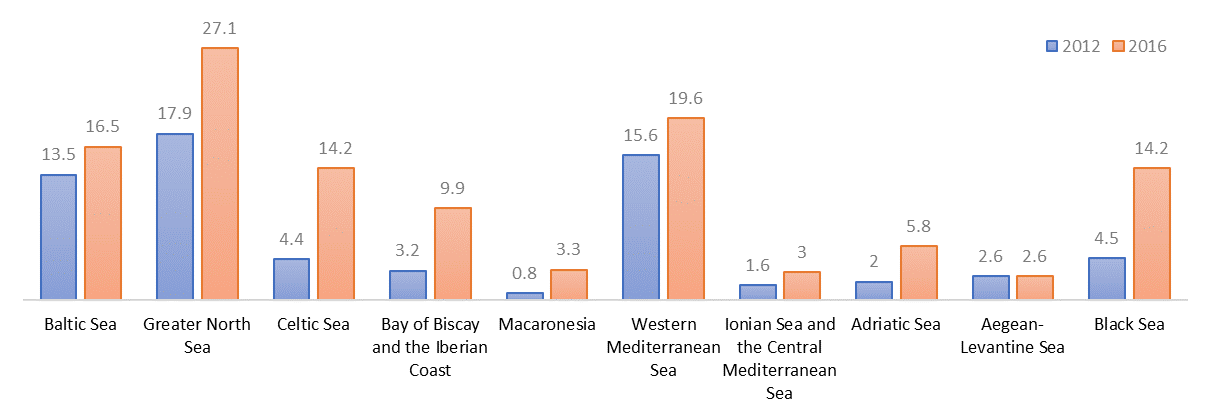 27.1
2012 2016
19.6
17.9
16.5
15.6
14.2
14.2
13.5
9.9
5.8
4.4
4.5
3.2
3.3
3
2.6
2.6
2
1.6
0.8
Baltic Sea
Greater North
Sea
Celtic Sea
Bay of Biscay
and the Iberian
Coast
Macaronesia
Western
Mediterranean
Sea
Ionian Sea and
the Central
Mediterranean
Sea
Adriatic Sea
Aegean-
Levantine Sea
Black Sea